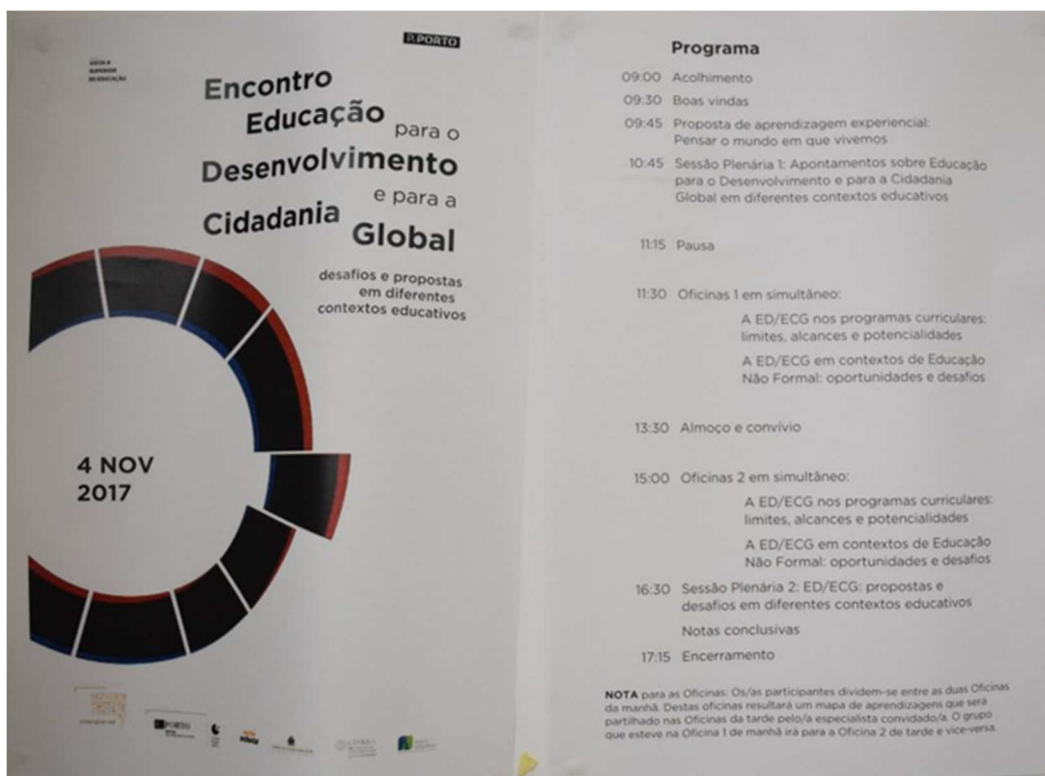 ESCOLA
SUPERIOR
DE EDUCAÇÃO
P.PORTO
Encontro
Educação para o
Desenvolvimento
e para a
Cidadania Global
desafios e propostas
em diferentes
contextos educativos
4 NOV
2017
P.PORTO
Programa
09:00 Acolhimento
09:30 Boas vindas
09:45 Proposta de aprendizagem experiencial:
Pensar o mundo em que vivemos
10:45 Sessão Plenária 1: Apontamentos sobre Educação
para o Desenvolvimento e para a Cidadania
Global em diferentes contextos educativos
11:15 Pausa
11:30 Oficinas 1 em simultâneo:
A ED/ECG nos programas curriculares:
limites, alcances e potencialidades
A ED/ECG em contextos de Educação
Não Formal: oportunidades e desafios
13:30 Almoço e convívio
15:00 Oficinas 2 em simultâneo:
A ED/ECG nos programas curriculares:
limites, alcances e potencialidades
A ED/ECG em contextos de Educação
Não Formal: oportunidades e desafios
16:30 Sessão Plenária 2: ED/ECG: propostas e
desafios em diferentes contextos educativos
Notas conclusivas
17:15 Encerramento
NOTA para as Oficinas: Os/as participantes dividem-se entre as duas Oficinas
da manhã. Destas oficinas resultará um mapa de aprendizagens que será
partilhado nas Oficinas da tarde pelo/a especialista convidado/a. O grupo
que esteve na Oficina 1 de manhã irá para a Oficina 2 de tarde e vice-versa.